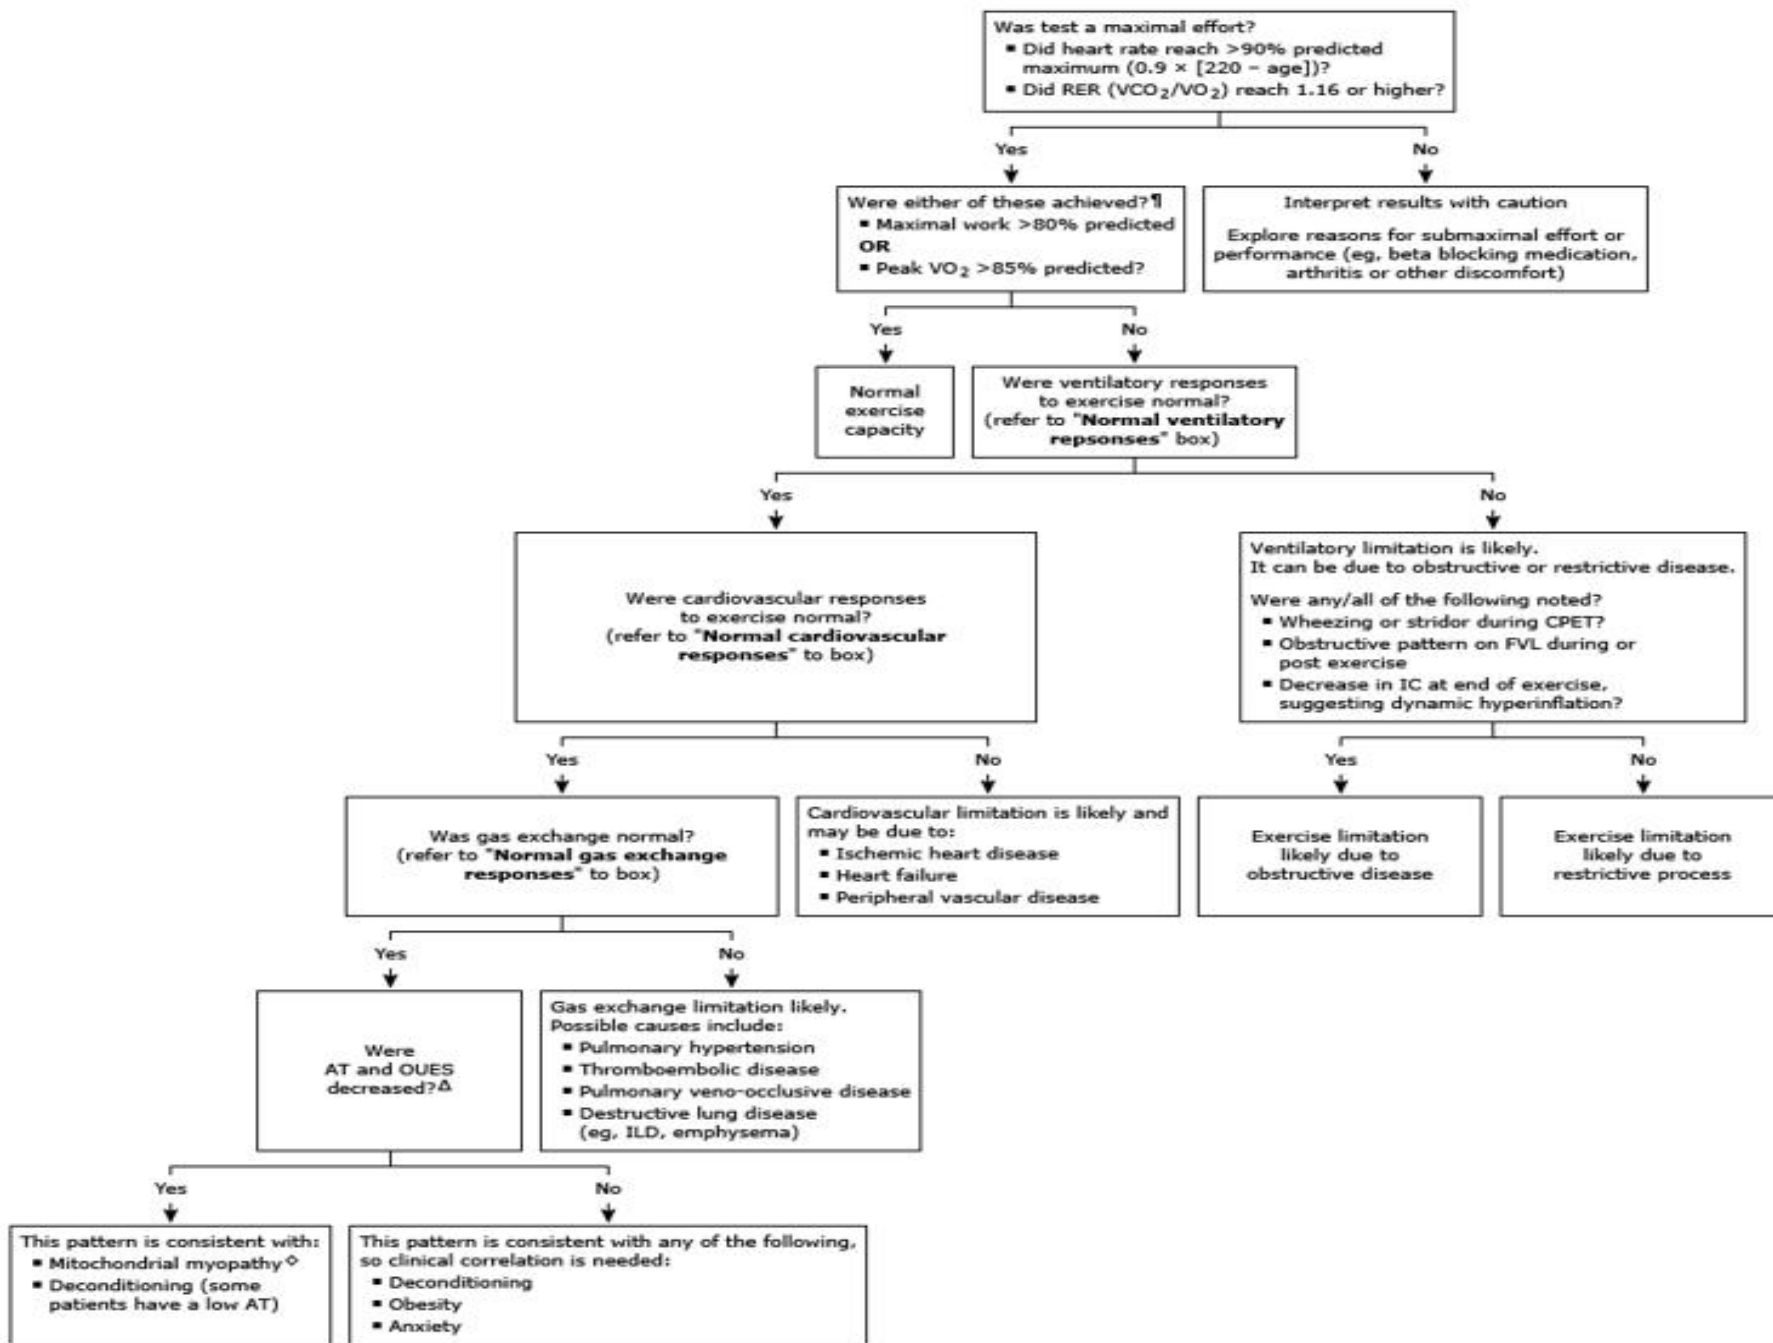 Was test a maximal effort?
▪ Did heart rate reach >90% predicted
maximum (0.9 × [220 – age])?
▪ Did RER (VCO₂/VO₂) reach 1.16 or higher?
Yes
No
Were either of these achieved?¶
▪ Maximal work >80% predicted
OR
▪ Peak VO₂ >85% predicted?
Interpret results with caution
Explore reasons for submaximal effort or
performance (eg, beta blocking medication,
arthritis or other discomfort)
Yes
No
Normal
exercise
capacity
Were ventilatory responses
to exercise normal?
(refer to "Normal ventilatory
repsonses" box)
Yes
No
Were cardiovascular responses
to exercise normal?
(refer to "Normal cardiovascular
responses" to box)
Ventilatory limitation is likely.
It can be due to obstructive or restrictive disease.
Were any/all of the following noted?
▪ Wheezing or stridor during CPET?
▪ Obstructive pattern on FVL during or
post exercise
▪ Decrease in IC at end of exercise,
suggesting dynamic hyperinflation?
Yes
No
Yes
No
Was gas exchange normal?
(refer to "Normal gas exchange
responses" to box)
Cardiovascular limitation is likely and
may be due to:
▪ Ischemic heart disease
▪ Heart failure
▪ Peripheral vascular disease
Exercise limitation
likely due to
obstructive disease
Exercise limitation
likely due to
restrictive process
Yes
No
Were
AT and OUES
decreased?Δ
Gas exchange limitation likely.
Possible causes include:
▪ Pulmonary hypertension
▪ Thromboembolic disease
▪ Pulmonary veno-occlusive disease
▪ Destructive lung disease
(eg, ILD, emphysema)
Yes
No
This pattern is consistent with:
▪ Mitochondrial myopathy◇
▪ Deconditioning (some
patients have a low AT)
This pattern is consistent with any of the following,
so clinical correlation is needed:
▪ Deconditioning
▪ Obesity
▪ Anxiety